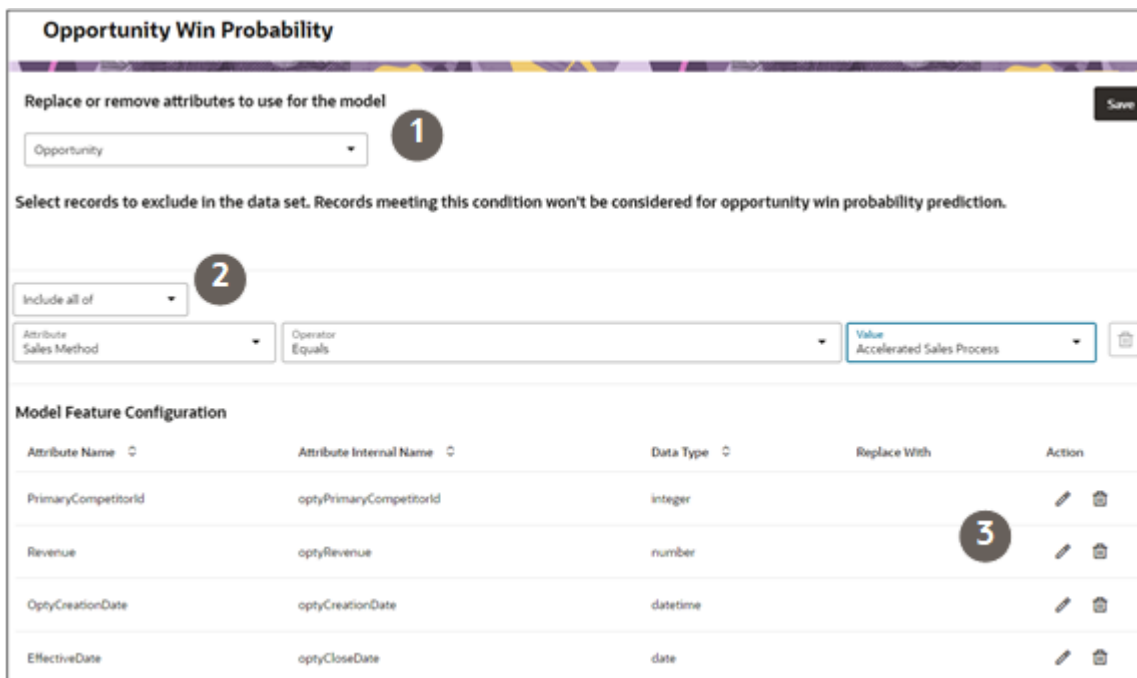 Opportunity Win Probability
Replace or remove attributes to use for the model
Save
1
Opportunity
Select records to exclude in the data set. Records meeting this condition won't be considered for opportunity win probability prediction.
2
Include all of
Attribute
Sales Method
Operator
Equals
Value
Accelerated Sales Process
Model Feature Configuration
Attribute Name Attribute Internal Name Data Type Replace With Action
PrimaryCompetitorId optyPrimaryCompetitorId integer
3
Revenue optyRevenue number
OptyCreationDate optyCreationDate datetime
EffectiveDate optyCloseDate date